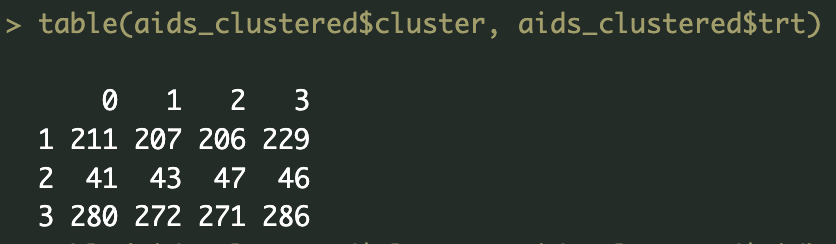 > table(aids_clustered$cluster, aids_clustered$trt)
0 1 2 3
1 211 207 206 229
2 41 43 47 46
3 280 272 271 286